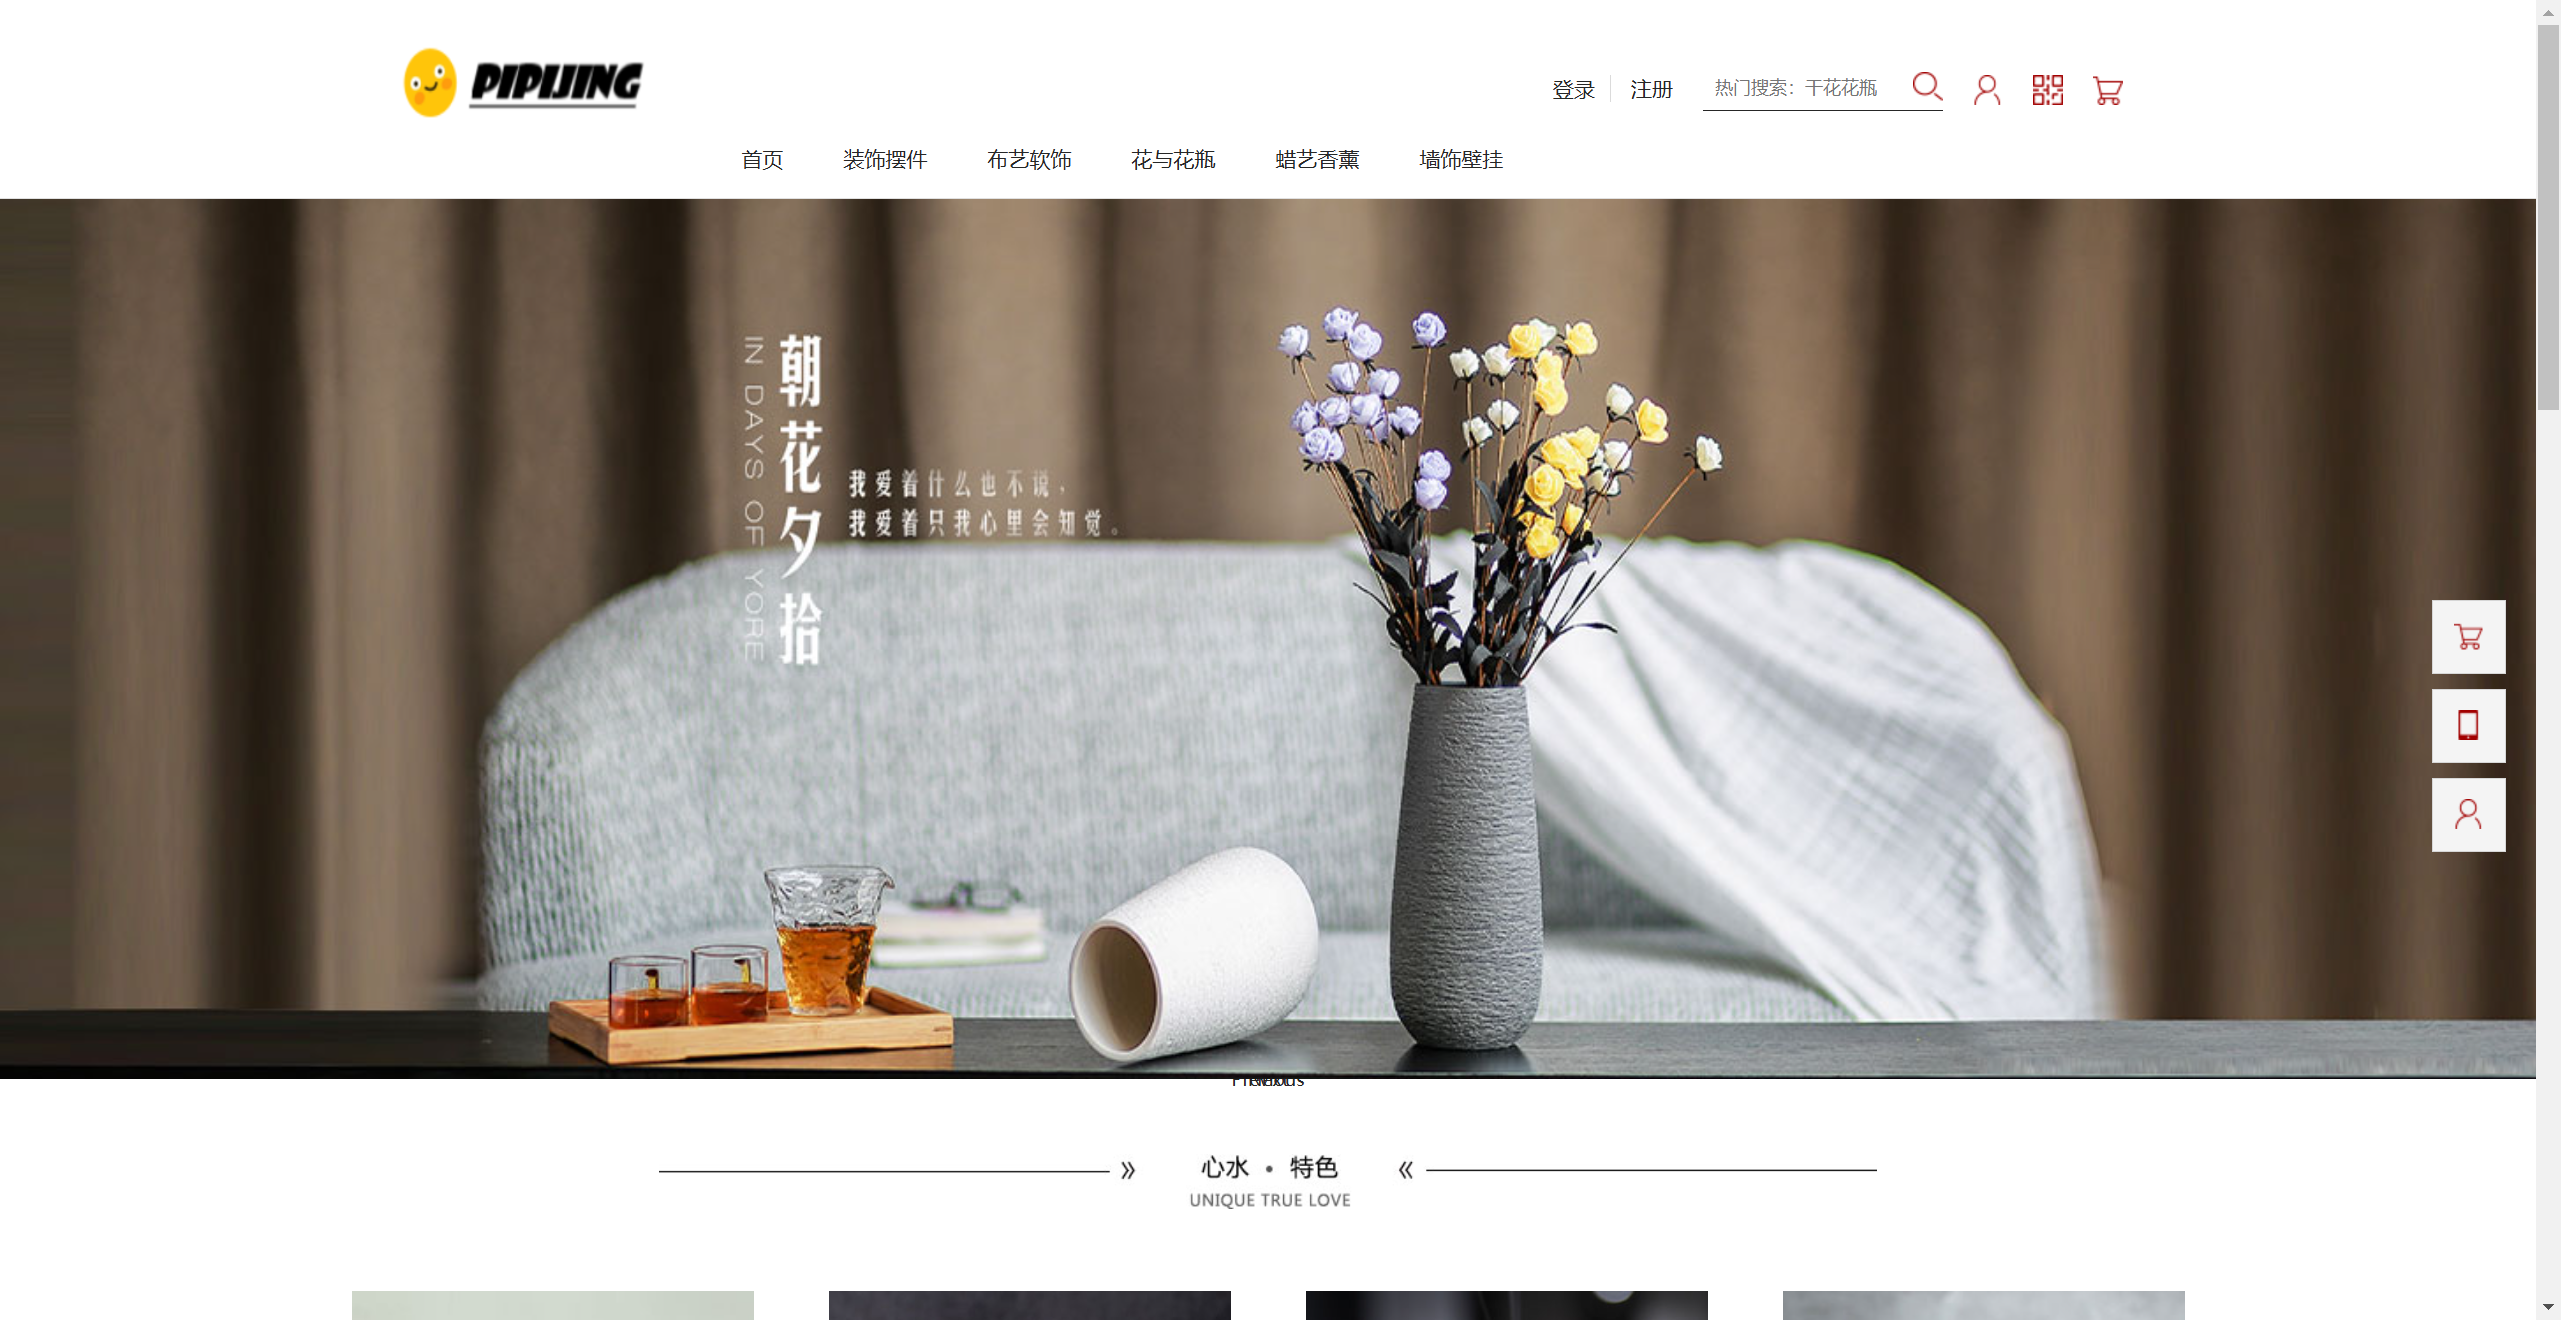 PIPIJING
登录
注册
热门搜索：干花花瓶
首页
装饰摆件
布艺软饰
花与花瓶
蜡艺香薰
墙饰壁挂
朝花夕拾
IN DAYS OF YORE
我爱着什么也不说，
我爱着只我心里会知觉。
Previous
Next
» 心水 · 特色 «
UNIQUE TRUE LOVE